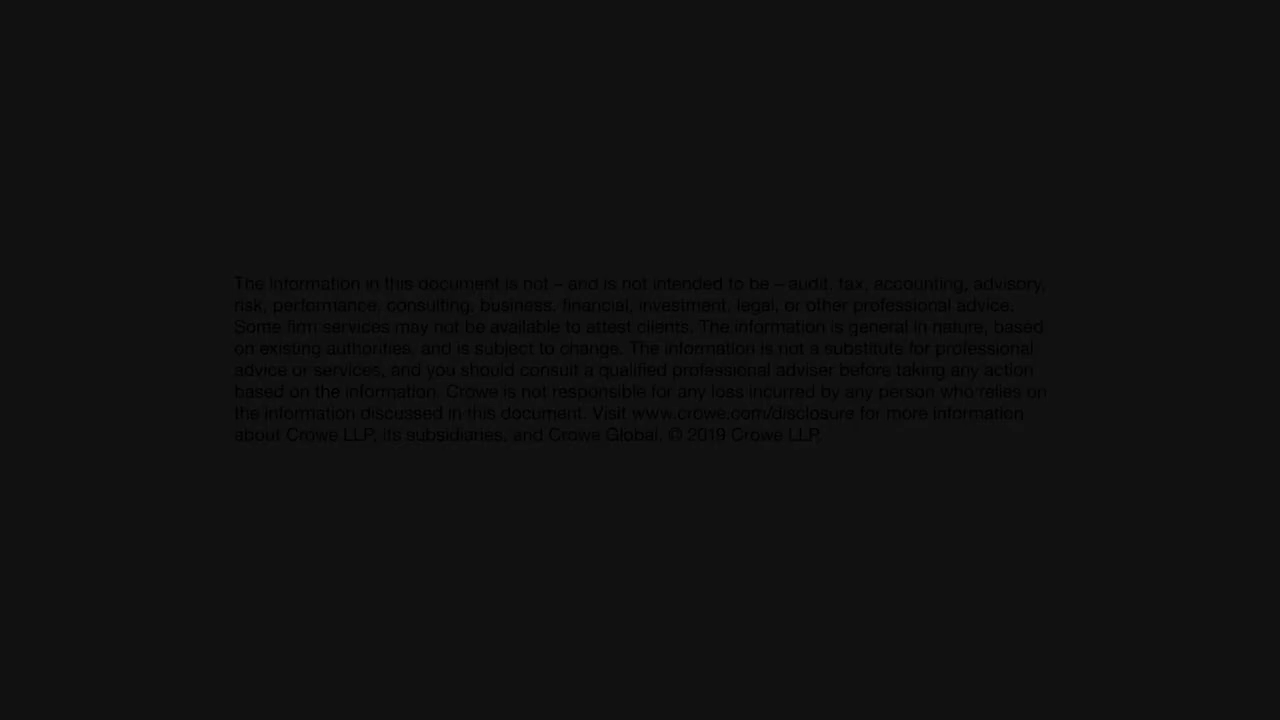 The information in this document is not – and is not intended to be – audit, tax, accounting, advisory,
risk, performance, consulting, business, financial, investment, legal, or other professional advice.
Some firm services may not be available to attest clients. The information is general in nature, based
on existing authorities, and is subject to change. The information is not a substitute for professional
advice or services, and you should consult a qualified professional adviser before taking any action
based on the information. Crowe is not responsible for any loss incurred by any person who relies on
the information discussed in this document. Visit www.crowe.com/disclosure for more information
about Crowe LLP, its subsidiaries, and Crowe Global. © 2019 Crowe LLP.